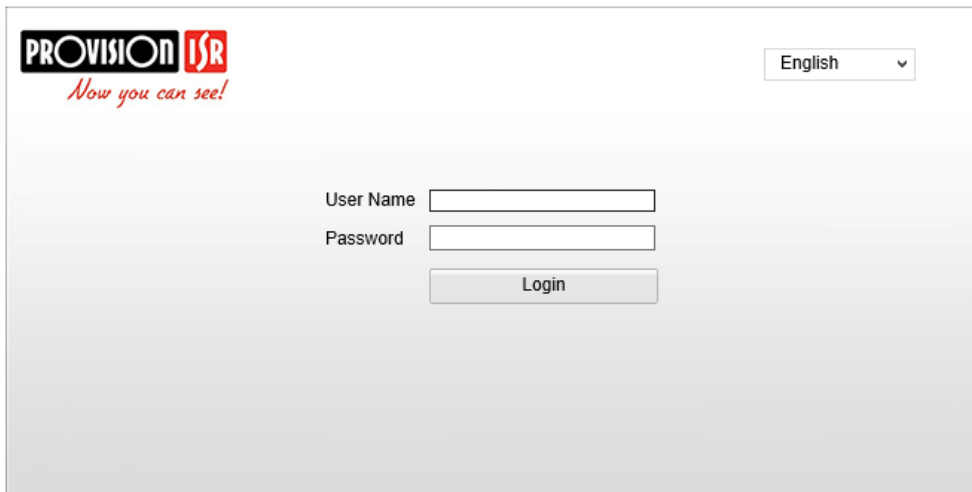 PROVISION ISR
Now you can see!
English
User Name
Password
Login